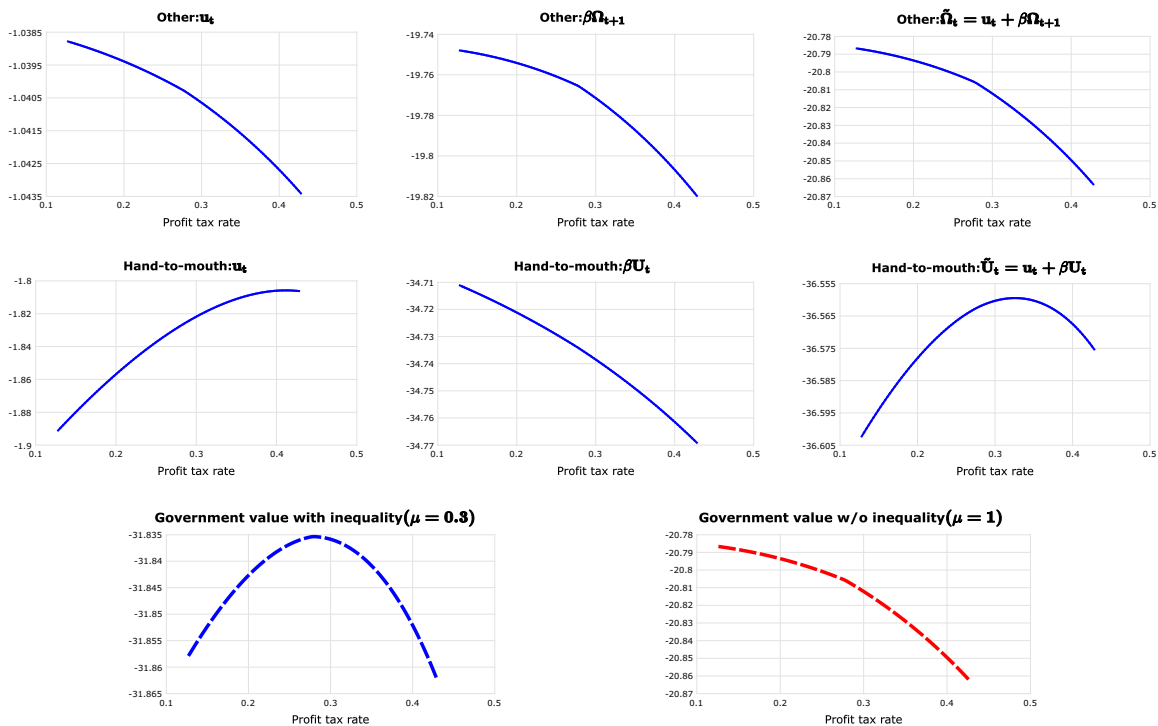 Other:uₜ
-1.0385
-1.0395
-1.0405
-1.0415
-1.0425
-1.0435
0.1 0.2 0.3 0.4 0.5
Profit tax rate
Other:βΩₜ₊₁
-19.74
-19.76
-19.78
-19.8
-19.82
0.1 0.2 0.3 0.4 0.5
Profit tax rate
Other:Ω̃ₜ = uₜ + βΩₜ₊₁
-20.78
-20.79
-20.8
-20.81
-20.82
-20.83
-20.84
-20.85
-20.86
-20.87
0.1 0.2 0.3 0.4 0.5
Profit tax rate
Hand-to-mouth:uₜ
-1.8
-1.82
-1.84
-1.86
-1.88
-1.9
0.1 0.2 0.3 0.4 0.5
Profit tax rate
Hand-to-mouth:βUₜ
-34.71
-34.72
-34.73
-34.74
-34.75
-34.76
-34.77
0.1 0.2 0.3 0.4 0.5
Profit tax rate
Hand-to-mouth:Ũₜ = uₜ + βUₜ
-36.555
-36.565
-36.575
-36.585
-36.595
-36.605
0.1 0.2 0.3 0.4 0.5
Profit tax rate
Government value with inequality(μ = 0.3)
-31.835
-31.84
-31.845
-31.85
-31.855
-31.86
-31.865
0.1 0.2 0.3 0.4 0.5
Profit tax rate
Government value w/o inequality(μ = 1)
-20.78
-20.79
-20.8
-20.81
-20.82
-20.83
-20.84
-20.85
-20.86
-20.87
0.1 0.2 0.3 0.4 0.5
Profit tax rate